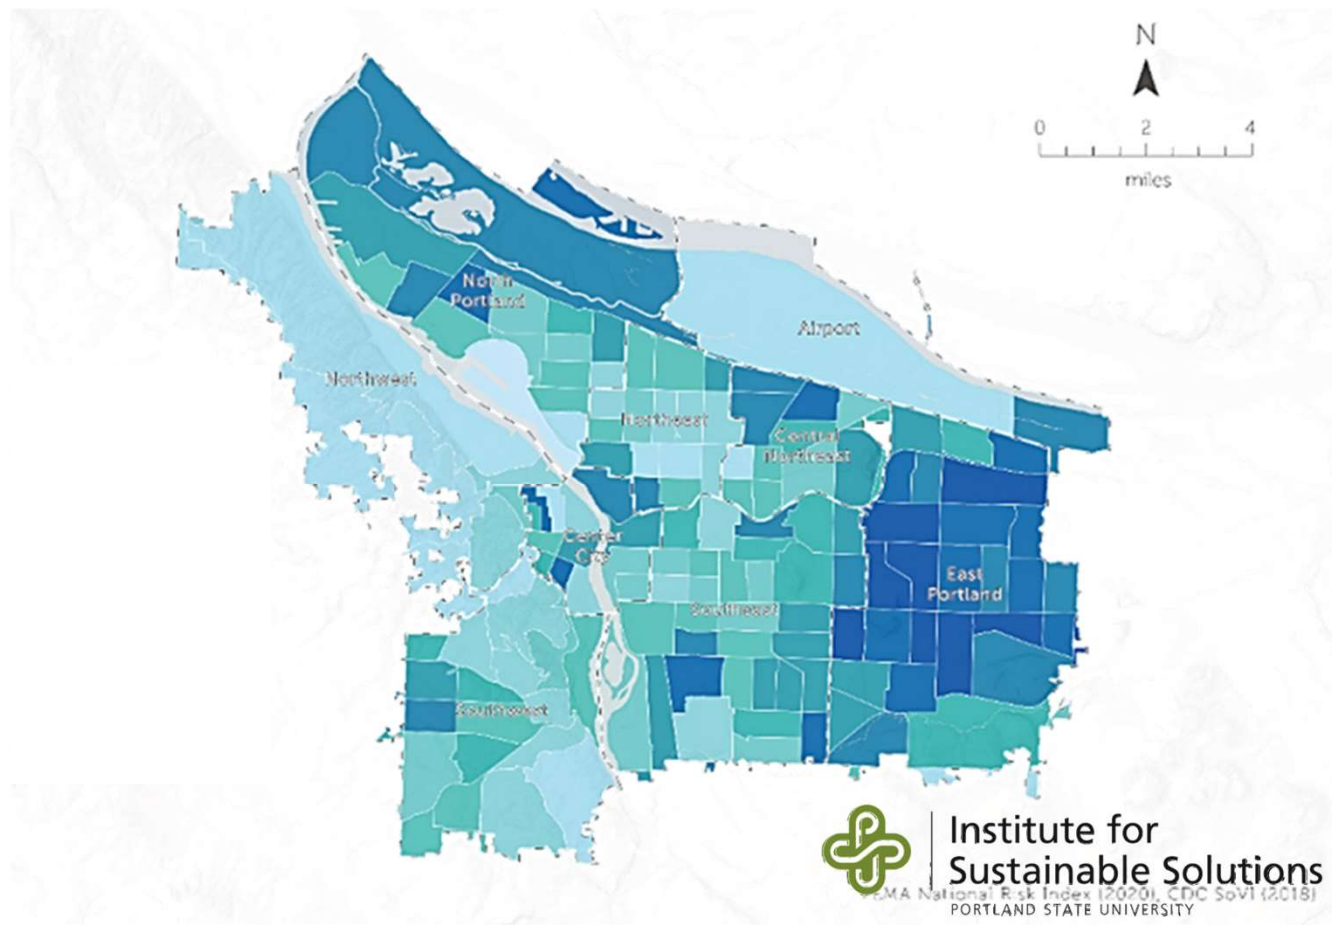 N
0 2 4
miles
North
Portland
Airport
Northwest
Northeast
Central
Northeast
Center
City
East
Portland
Southeast
Southwest
Institute for
Sustainable Solutions
MA National Risk Index (2020), CDC SoVI (2018)
PORTLAND STATE UNIVERSITY